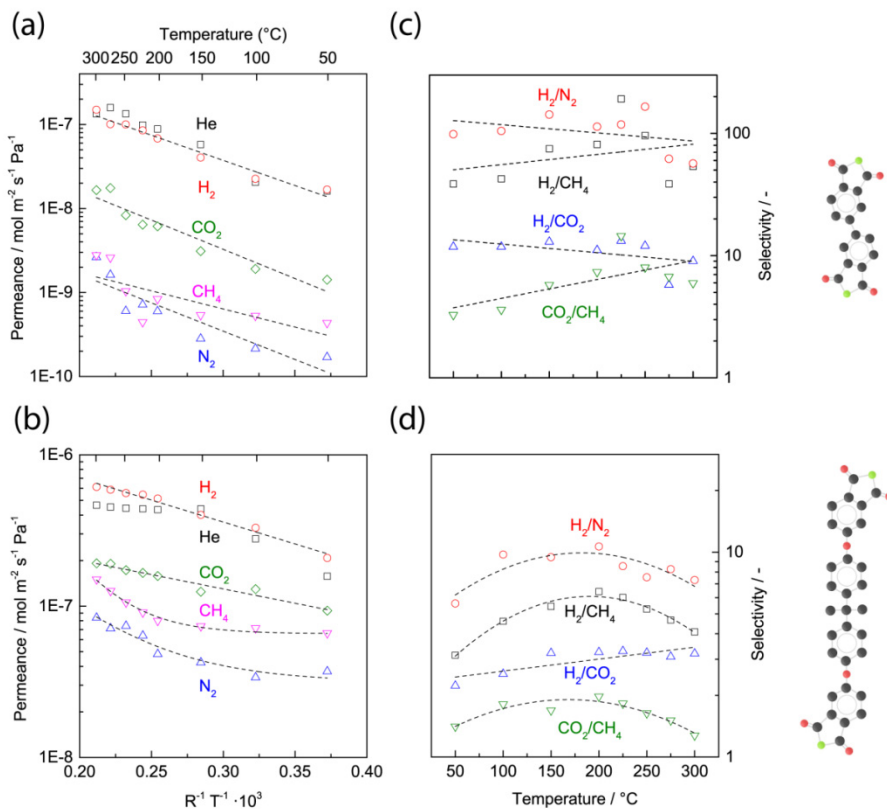 (a)
Temperature (°C)
300 250 200 150 100 50
1E-7
1E-8
1E-9
1E-10
Permeance / mol m⁻² s⁻¹ Pa⁻¹
He
H₂
CO₂
CH₄
N₂
(c)
H₂/N₂
H₂/CH₄
H₂/CO₂
CO₂/CH₄
100
10
1
Selectivity / -
(b)
1E-6
1E-7
1E-8
Permeance / mol m⁻² s⁻¹ Pa⁻¹
H₂
He
CO₂
CH₄
N₂
0.20 0.25 0.30 0.35 0.40
R⁻¹ T⁻¹ ·10³
(d)
H₂/N₂
H₂/CH₄
H₂/CO₂
CO₂/CH₄
10
1
Selectivity / -
50 100 150 200 250 300
Temperature / °C